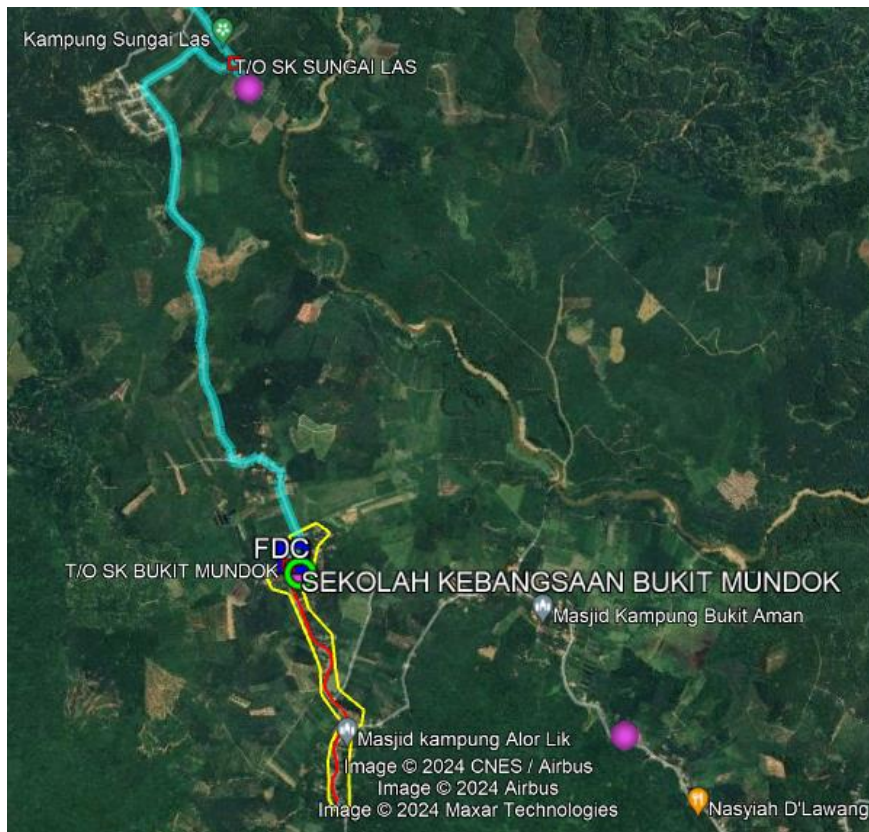 Kampung Sungai Las
T/O SK SUNGAI LAS
FDC
T/O SK BUKIT MUNDOK
SEKOLAH KEBANGSAAN BUKIT MUNDOK
Masjid Kampung Bukit Aman
Masjid kampung Alor Lik
Image © 2024 CNES / Airbus
Image © 2024 Airbus
Image © 2024 Maxar Technologies
Nasyiah D'Lawang